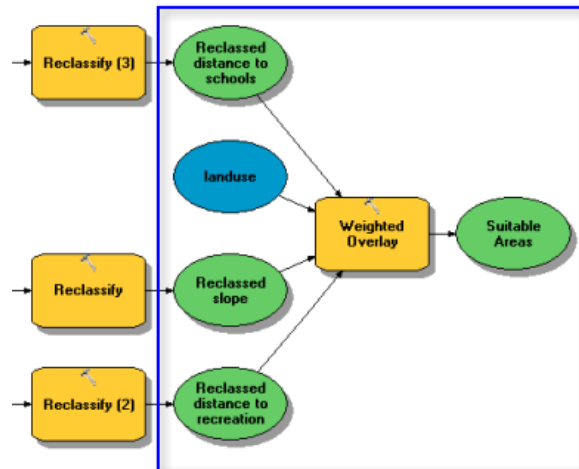 Reclassify (3)
Reclassed
distance to
schools
landuse
Weighted
Overlay
Suitable
Areas
Reclassify
Reclassed
slope
Reclassify (2)
Reclassed
distance to
recreation